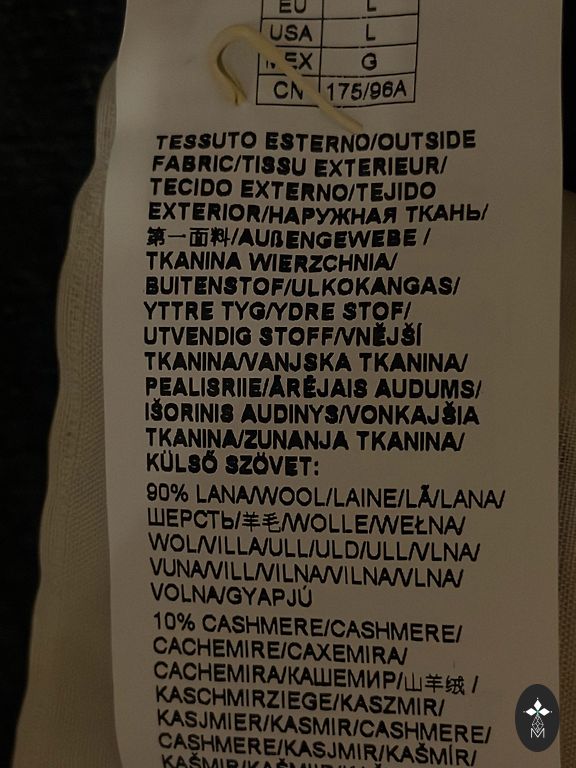 EU L
USA L
MEX G
CN 175/96A
TESSUTO ESTERNO/OUTSIDE
FABRIC/TISSU EXTERIEUR/
TECIDO EXTERNO/TEJIDO
EXTERIOR/НАРУЖНАЯ ТКАНЬ/
第一面料/AUßENGEWEBE /
TKANINA WIERZCHNIA/
BUITENSTOF/ULKOKANGAS/
YTTRE TYG/YDRE STOF/
UTVENDIG STOFF/VNĚJŠÍ
TKANINA/VANJSKA TKANINA/
PEALISRIIE/ĀRĒJAIS AUDUMS/
IŠORINIS AUDINYS/VONKAJŠIA
TKANINA/ZUNANJA TKANINA/
KÜLSŐ SZÖVET:
90% LANA/WOOL/LAINE/LÃ/LANA/
ШЕРСТЬ/羊毛/WOLLE/WEŁNA/
WOL/VILLA/ULL/ULD/ULL/VLNA/
VUNA/VILL/VILNA/VILNA/VLNA/
VOLNA/GYAPJÚ
10% CASHMERE/CASHMERE/
CACHEMIRE/CAXEMIRA/
CACHEMIRA/КАШЕМИР/山羊绒 /
KASCHMIRZIEGE/KASZMIR/
KASJMIER/KASMIR/CASHMERE/
CASHMERE/KASJMIR/KAŠMÍR/
KAŠMIR/KAŠMIIR/
M